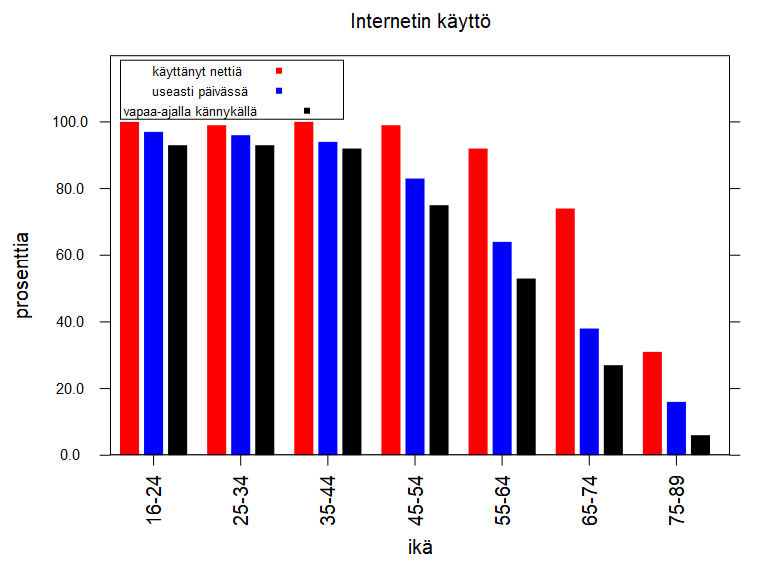 Internetin käyttö
käyttänyt nettiä
useasti päivässä
vapaa-ajalla kännykällä
100.0
80.0
60.0
40.0
20.0
0.0
prosenttia
16-24
25-34
35-44
45-54
55-64
65-74
75-89
ikä